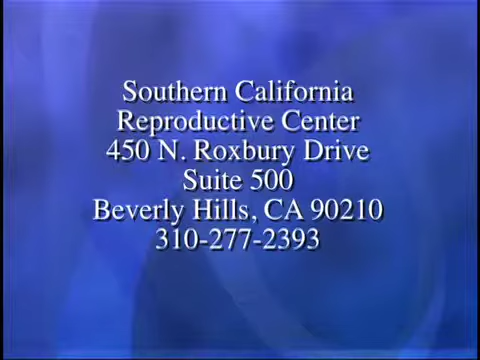 Southern California
Reproductive Center
450 N. Roxbury Drive
Suite 500
Beverly Hills, CA 90210
310-277-2393